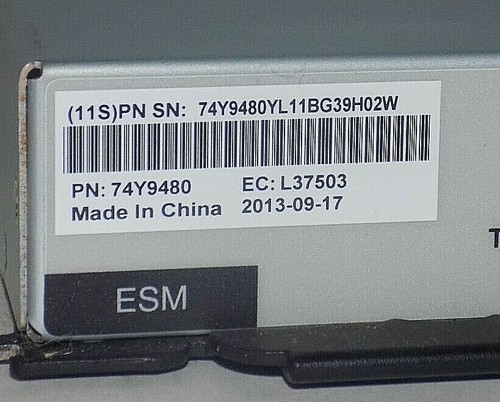 (11S)PN SN: 74Y9480YL11BG39H02W
PN: 74Y9480 EC: L37503
Made In China 2013-09-17
T
ESM